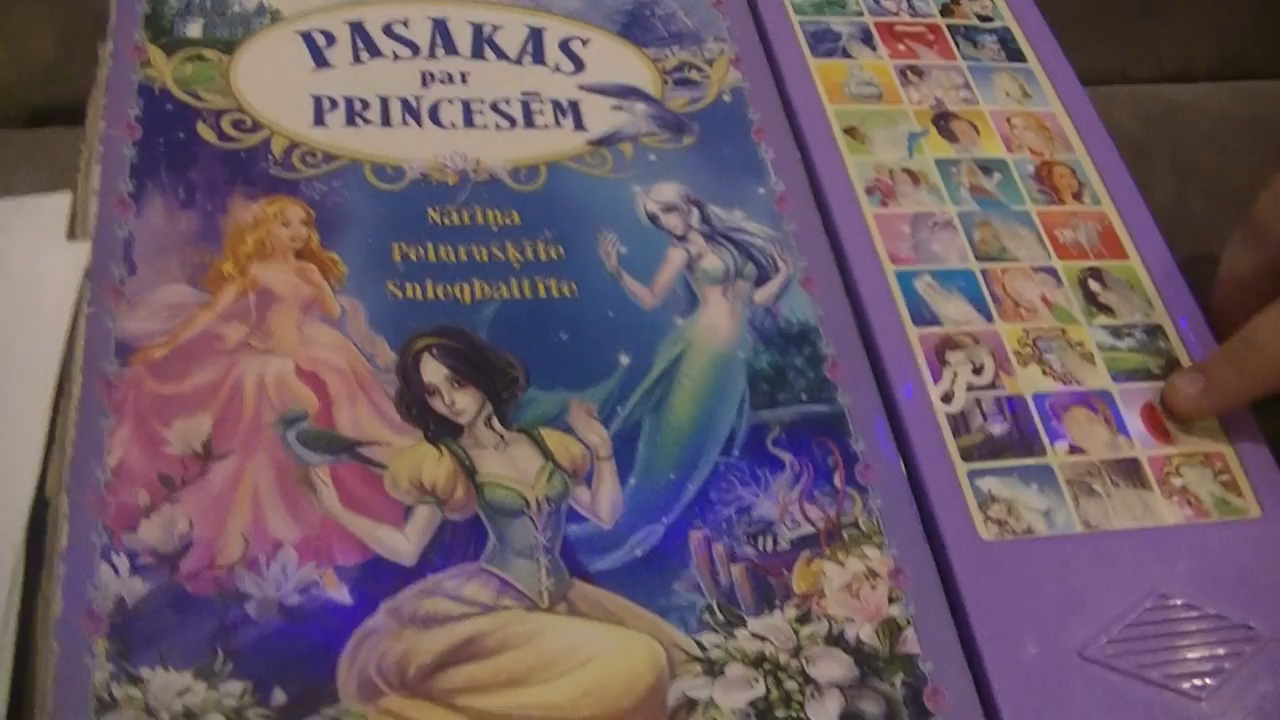 PASAKAS
par
PRINCESĒM
Nāriņa
Pelnrušķīte
Sniegbaltīte